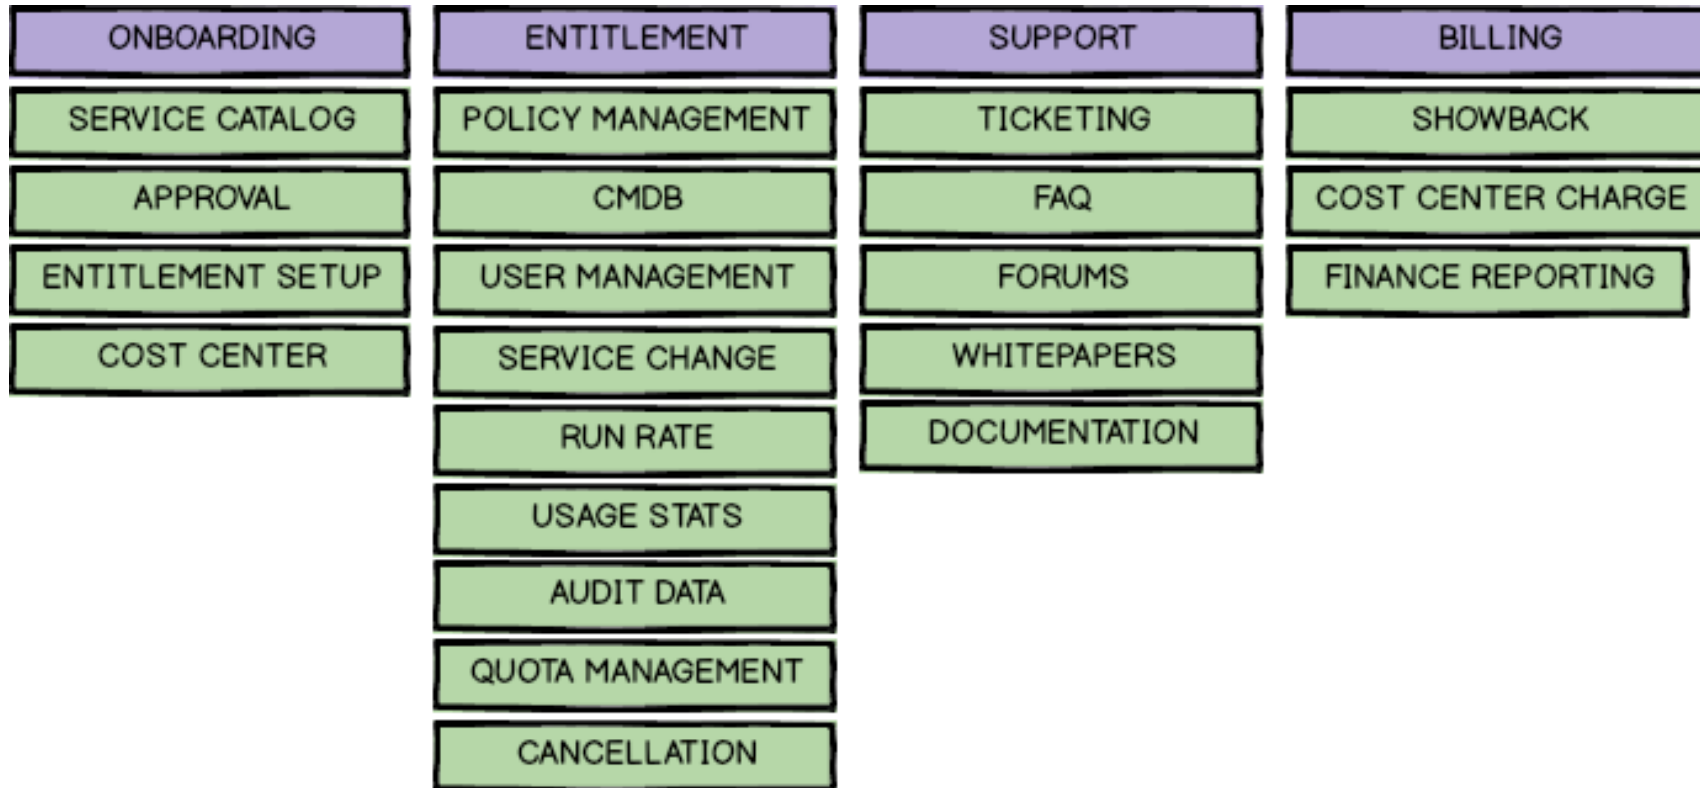 ONBOARDING
SERVICE CATALOG
APPROVAL
ENTITLEMENT SETUP
COST CENTER
ENTITLEMENT
POLICY MANAGEMENT
CMDB
USER MANAGEMENT
SERVICE CHANGE
RUN RATE
USAGE STATS
AUDIT DATA
QUOTA MANAGEMENT
CANCELLATION
SUPPORT
TICKETING
FAQ
FORUMS
WHITEPAPERS
DOCUMENTATION
BILLING
SHOWBACK
COST CENTER CHARGE
FINANCE REPORTING